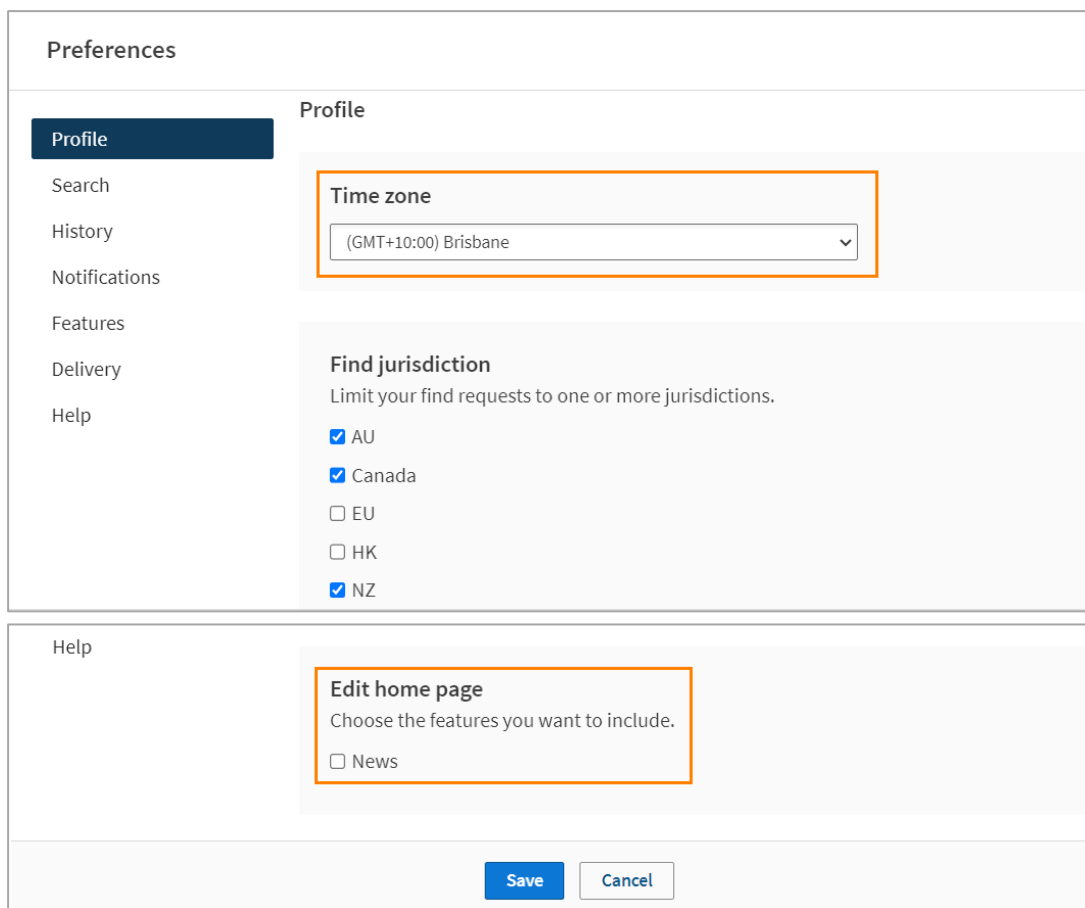 Preferences
Profile
Search
History
Notifications
Features
Delivery
Help
Profile
Time zone
(GMT+10:00) Brisbane
Find jurisdiction
Limit your find requests to one or more jurisdictions.
AU
Canada
EU
HK
NZ
Help
Edit home page
Choose the features you want to include.
News
Save
Cancel